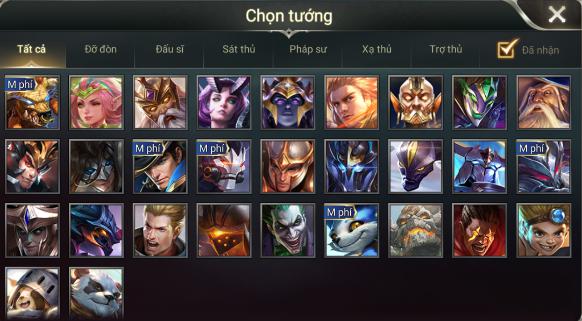 Chọn tướng
Tất cả Đỡ đòn Đấu sĩ Sát thủ Pháp sư Xạ thủ Trợ thủ Đã nhận
M phí
M phí M phí M phí
M phí